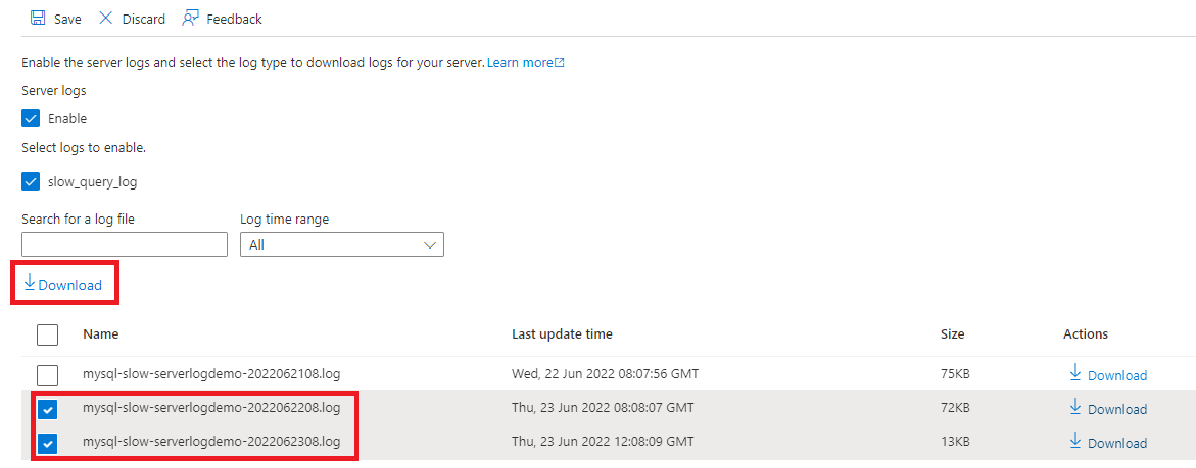 Save Discard Feedback
Enable the server logs and select the log type to download logs for your server. Learn more
Server logs
Enable
Select logs to enable.
slow_query_log
Search for a log file Log time range
All
Download
Name Last update time Size Actions
mysql-slow-serverlogdemo-2022062108.log Wed, 22 Jun 2022 08:07:56 GMT 75KB Download
mysql-slow-serverlogdemo-2022062208.log Thu, 23 Jun 2022 08:08:07 GMT 72KB Download
mysql-slow-serverlogdemo-2022062308.log Thu, 23 Jun 2022 12:08:09 GMT 13KB Download